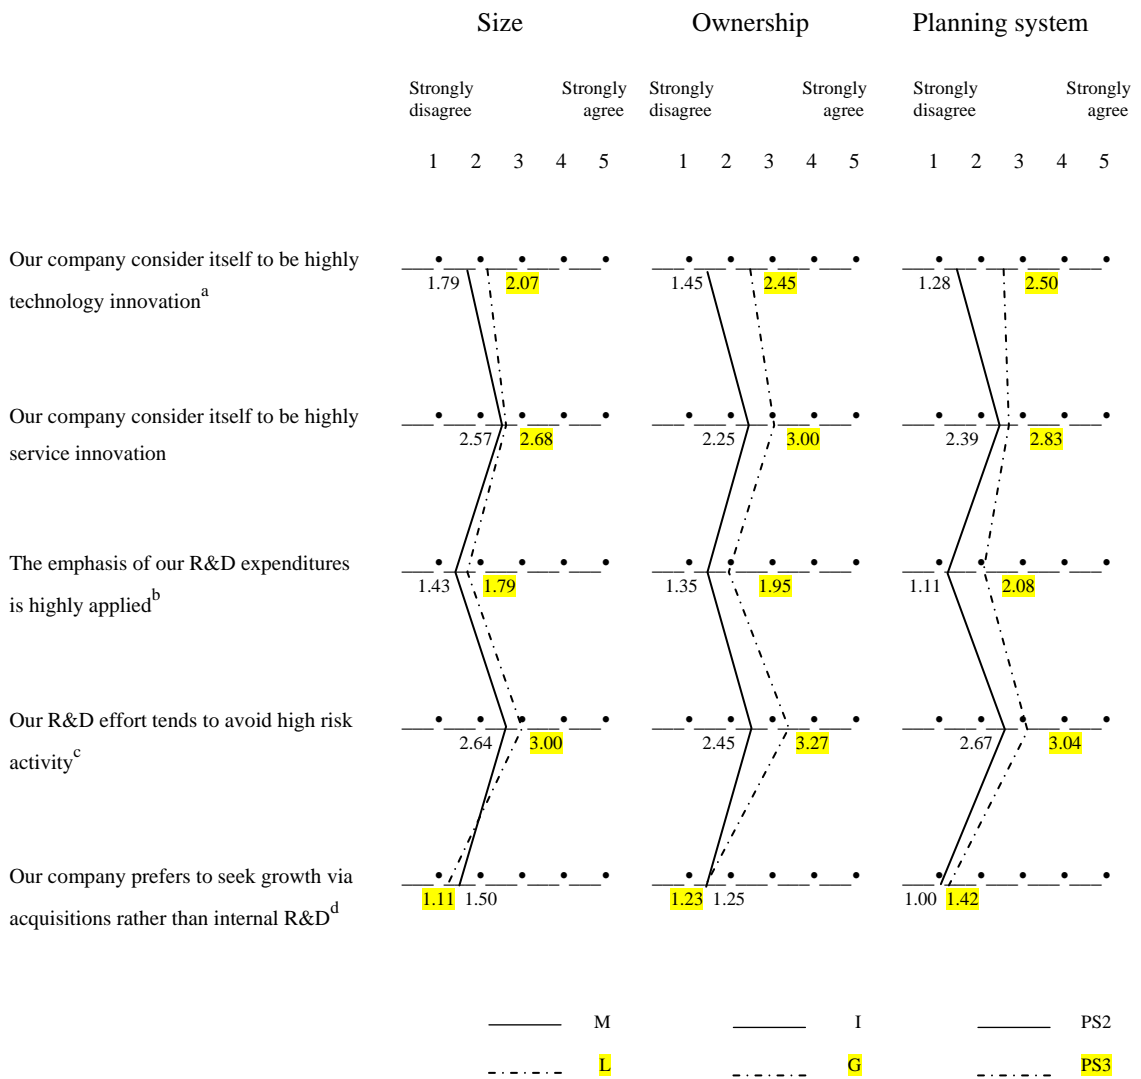 Size Ownership Planning system
Strongly Strongly Strongly Strongly Strongly Strongly
disagree agree disagree agree disagree agree
1 2 3 4 5 1 2 3 4 5 1 2 3 4 5
Our company consider itself to be highly
1.79 2.07 1.45 2.45 1.28 2.50
technology innovation^a
Our company consider itself to be highly
2.57 2.68 2.25 3.00 2.39 2.83
service innovation
The emphasis of our R&D expenditures
1.43 1.79 1.35 1.95 1.11 2.08
is highly applied^b
Our R&D effort tends to avoid high risk
2.64 3.00 2.45 3.27 2.67 3.04
activity^c
Our company prefers to seek growth via
1.11 1.50 1.23 1.25 1.00 1.42
acquisitions rather than internal R&D^d
M I PS2
L G PS3